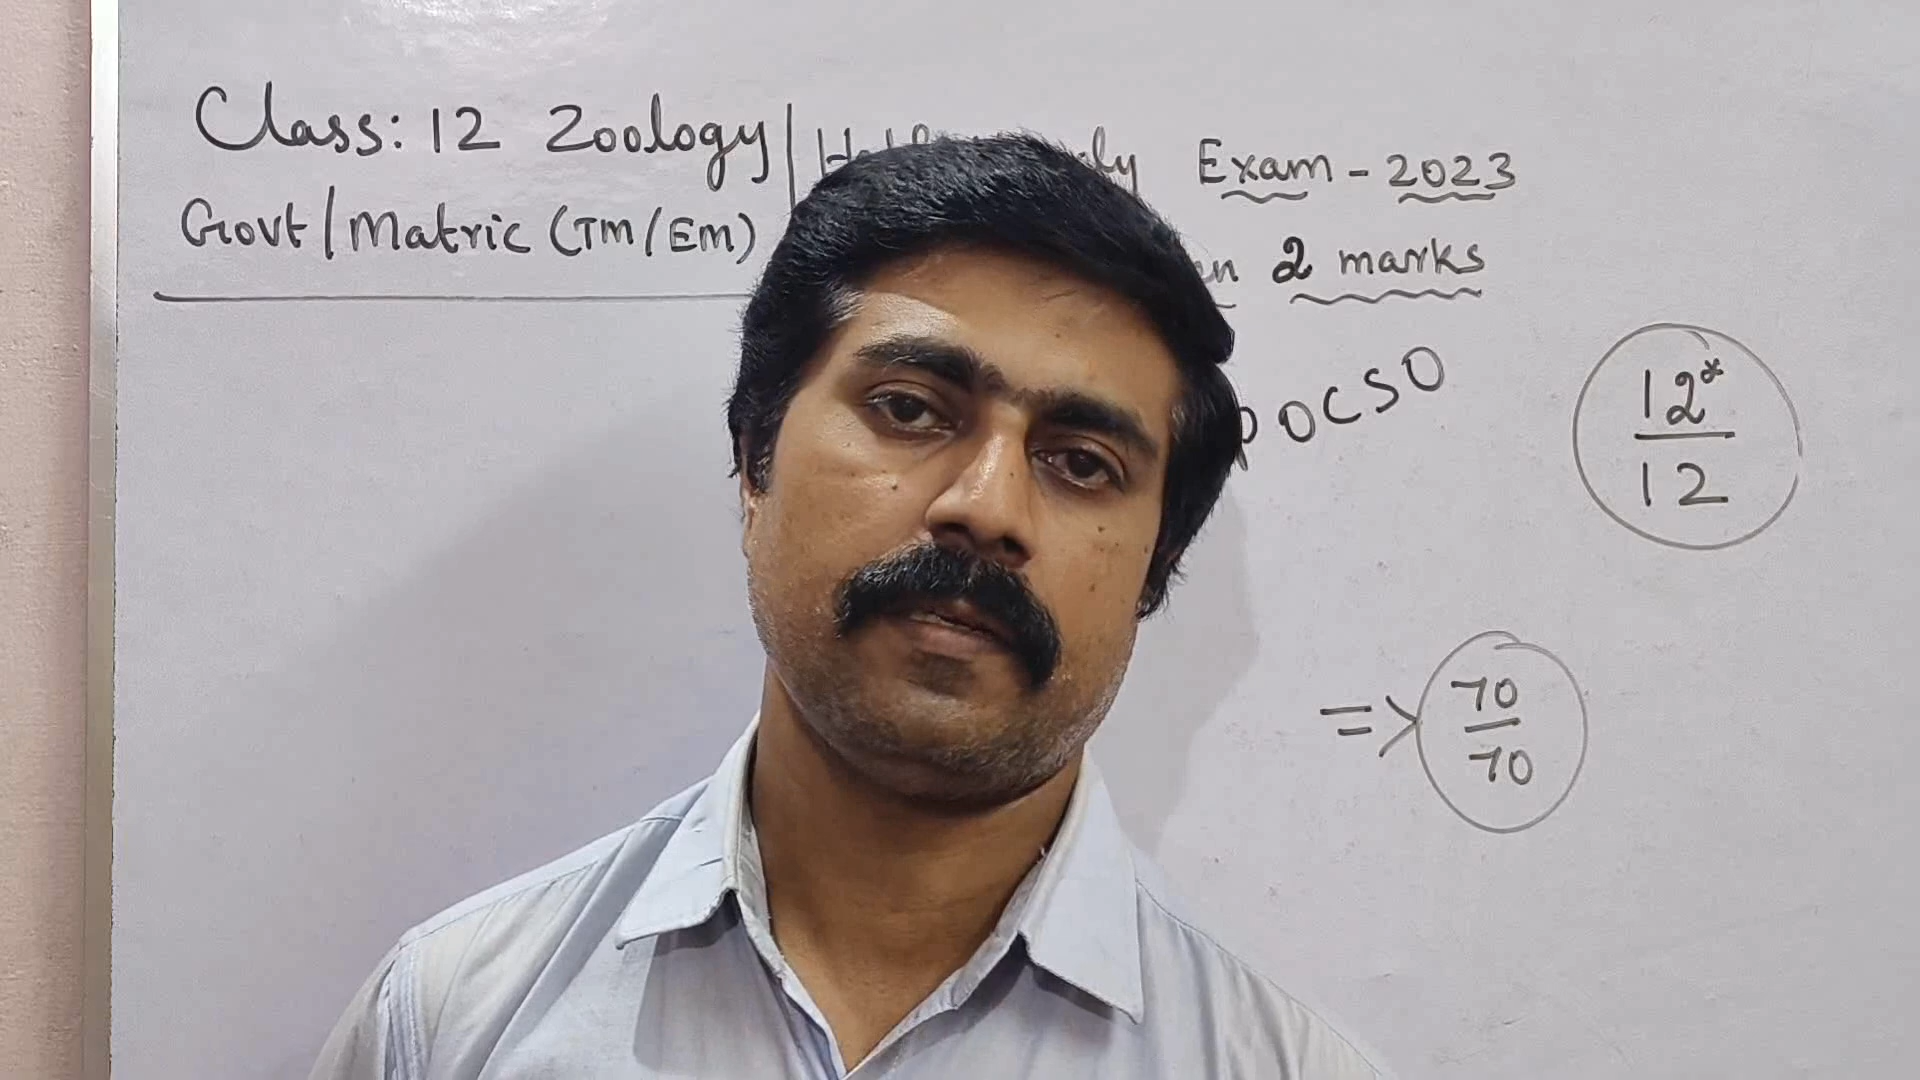 Class: 12 Zoology | Exam - 2023
Govt / Matric (TM/EM) 2 marks
OCSO
12*
12
=> 70
70